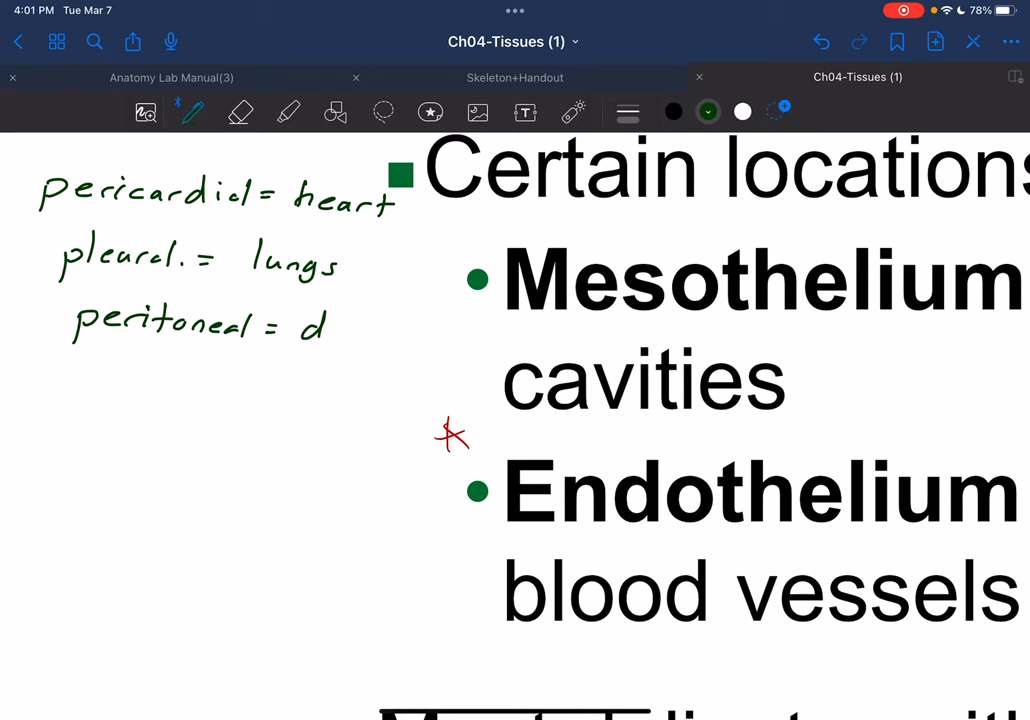 4:01 PM Tue Mar 7
78%
Ch04-Tissues (1)
Anatomy Lab Manual(3)
Skeleton+Handout
Ch04-Tissues (1)
pericardial = heart
pleural. = lungs
peritoneal = d
Certain locations
Mesothelium
cavities
Endothelium
blood vessels